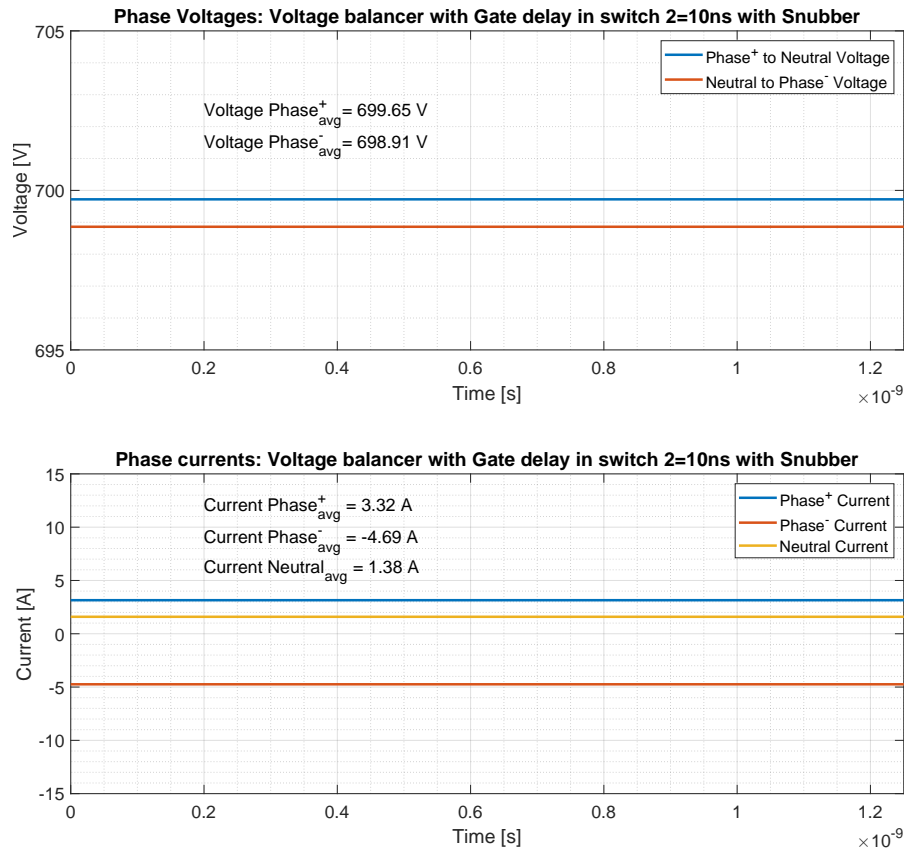 Phase Voltages: Voltage balancer with Gate delay in switch 2=10ns with Snubber
705
700
695
Voltage [V]
Phase+ to Neutral Voltage
Neutral to Phase- Voltage
Voltage Phase+avg= 699.65 V
Voltage Phase-avg= 698.91 V
0 0.2 0.4 0.6 0.8 1 1.2
Time [s]
×10-9
Phase currents: Voltage balancer with Gate delay in switch 2=10ns with Snubber
15
10
5
0
-5
-10
-15
Current [A]
Phase+ Current
Phase- Current
Neutral Current
Current Phase+avg = 3.32 A
Current Phase-avg = -4.69 A
Current Neutralavg = 1.38 A
0 0.2 0.4 0.6 0.8 1 1.2
Time [s]
×10-9